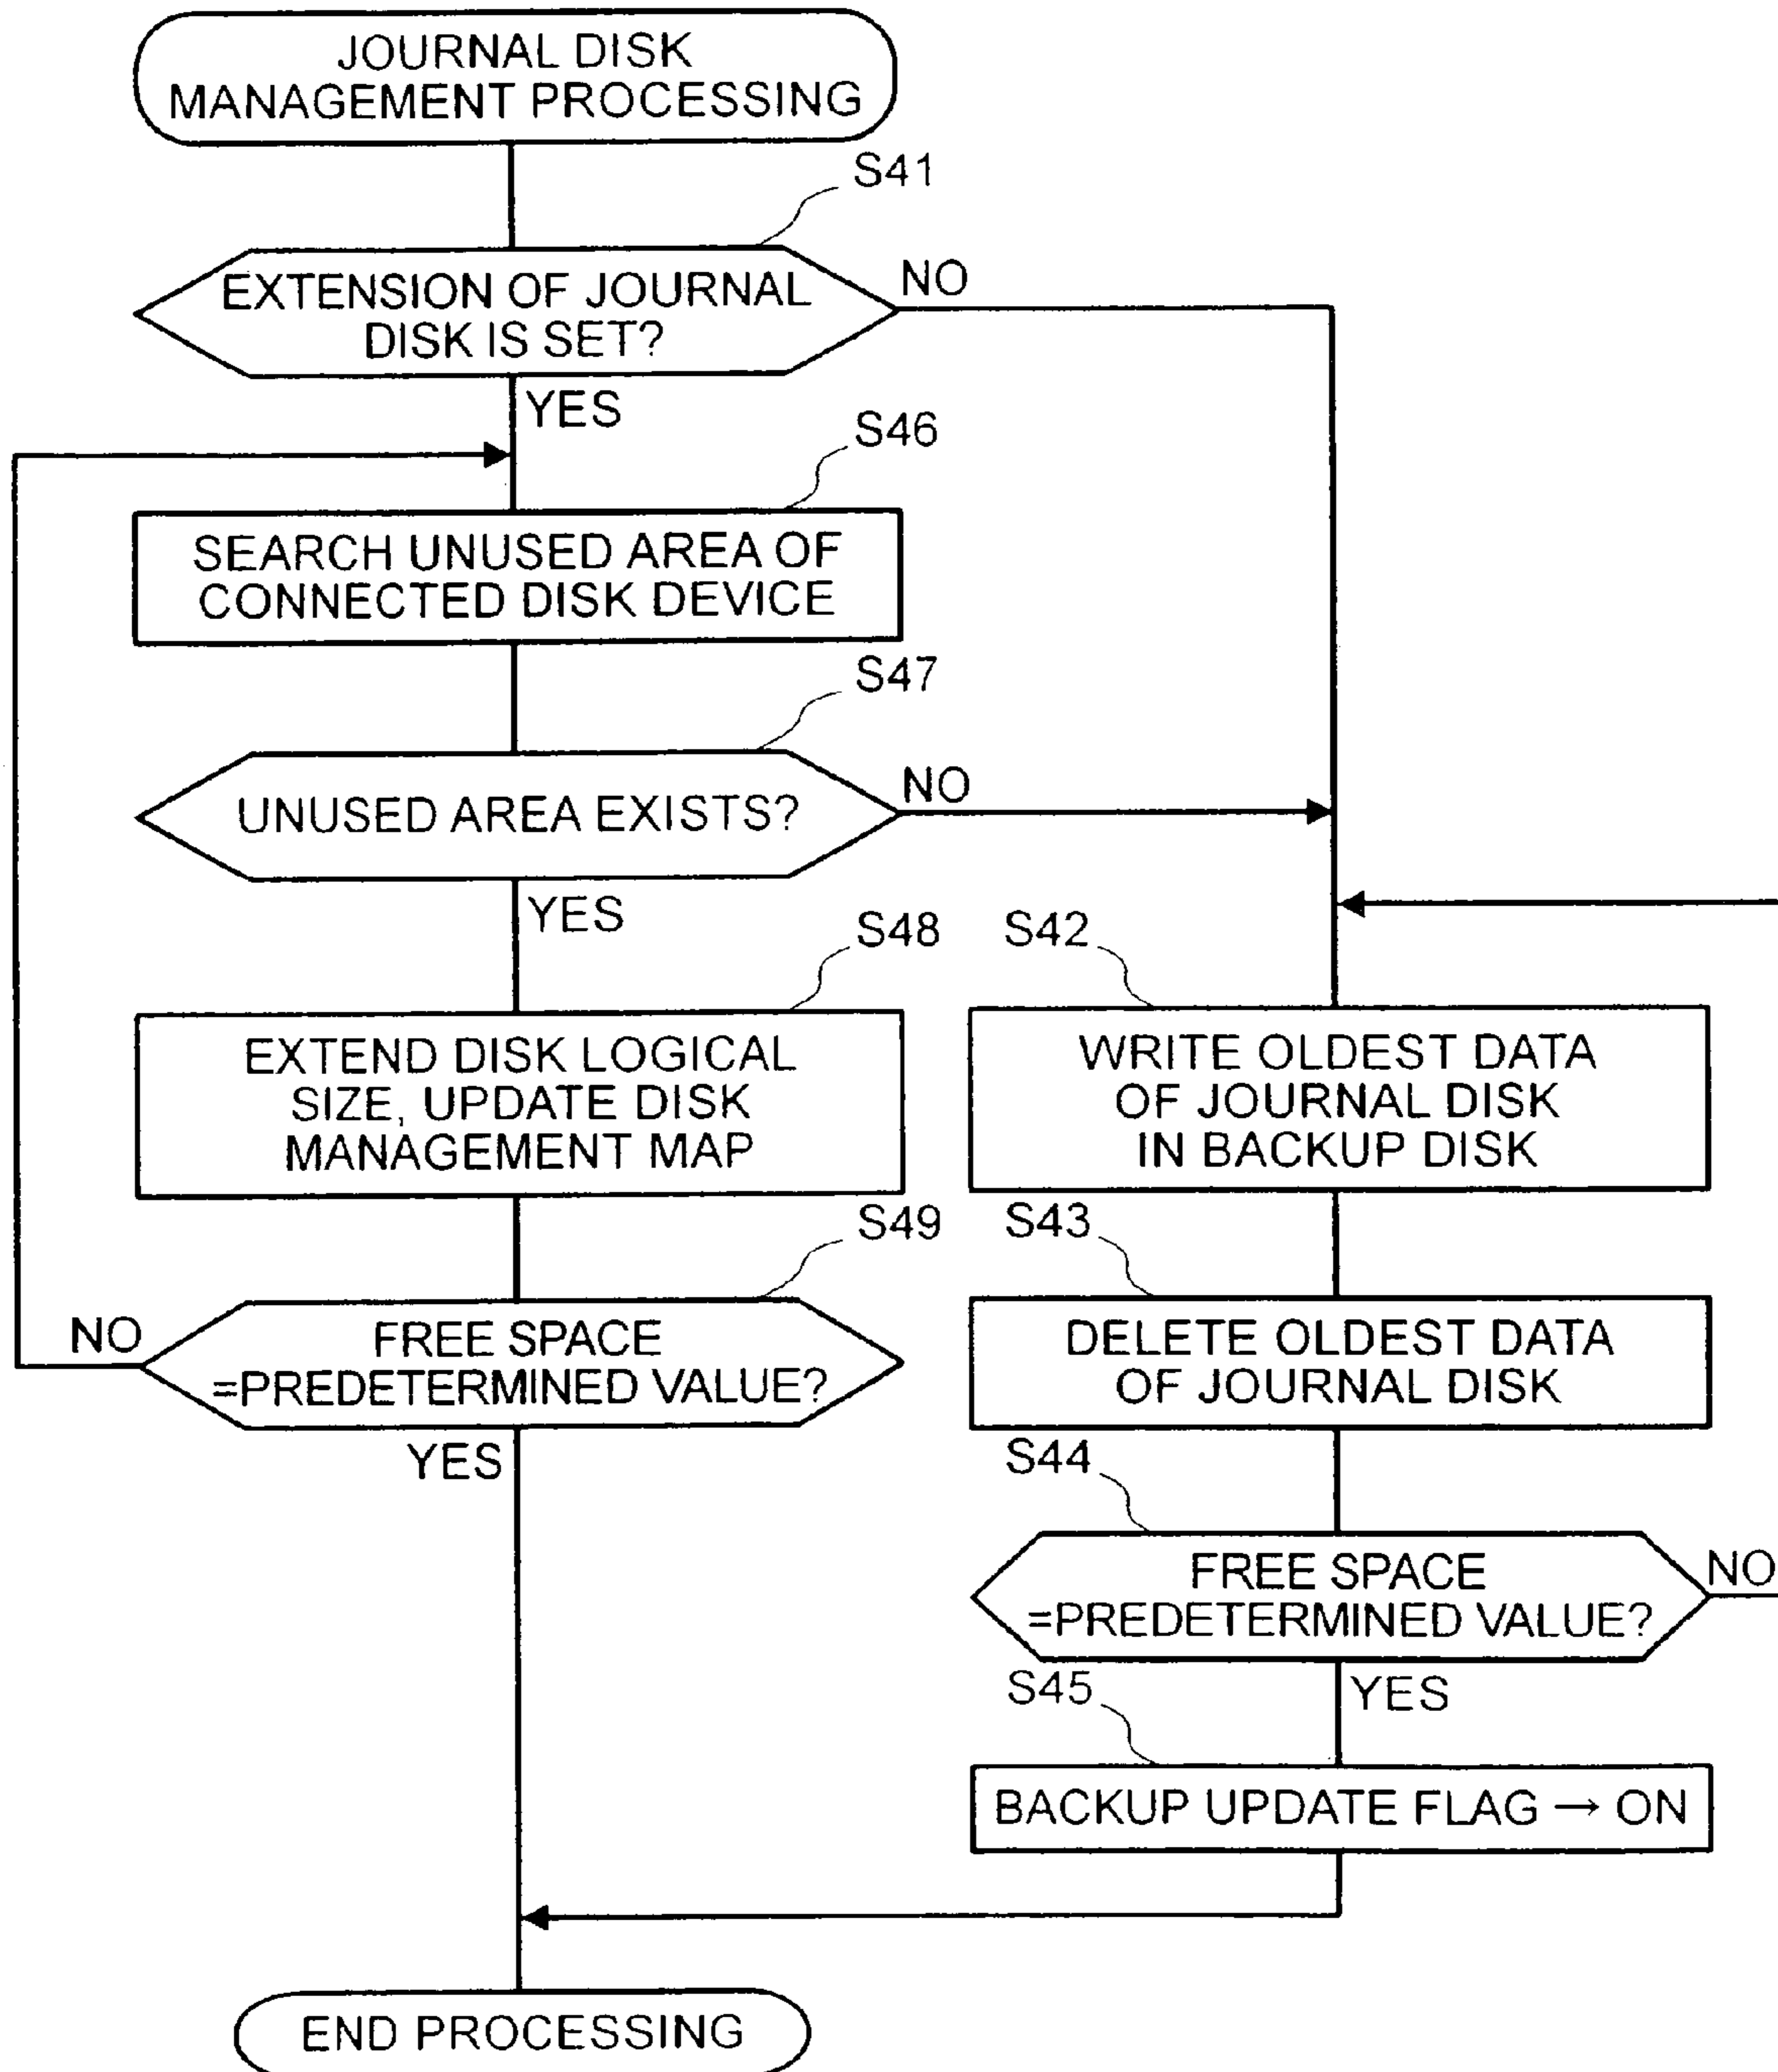 JOURNAL DISK
MANAGEMENT PROCESSING
S41
EXTENSION OF JOURNAL
DISK IS SET?
NO
YES
S46
SEARCH UNUSED AREA OF
CONNECTED DISK DEVICE
S47
UNUSED AREA EXISTS?
NO
YES
S48
EXTEND DISK LOGICAL
SIZE, UPDATE DISK
MANAGEMENT MAP
S49
FREE SPACE
=PREDETERMINED VALUE?
NO
YES
S42
WRITE OLDEST DATA
OF JOURNAL DISK
IN BACKUP DISK
S43
DELETE OLDEST DATA
OF JOURNAL DISK
S44
FREE SPACE
=PREDETERMINED VALUE?
NO
YES
S45
BACKUP UPDATE FLAG → ON
END PROCESSING